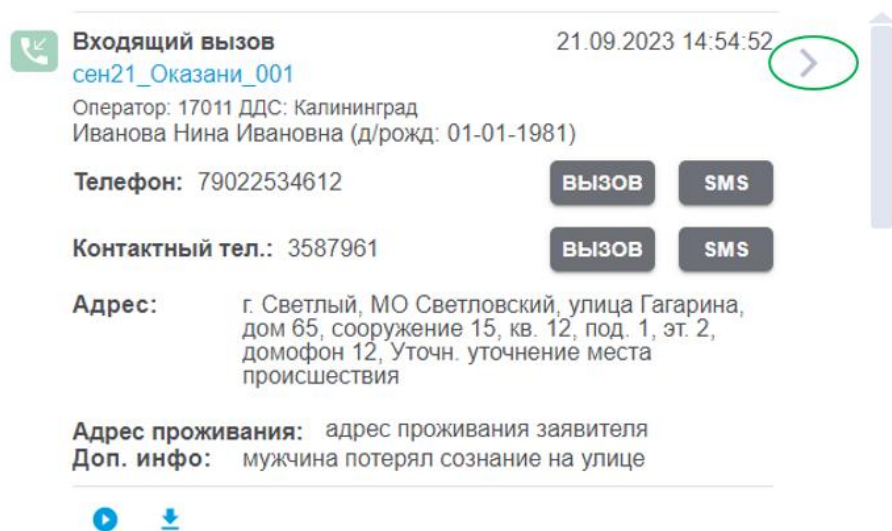 Входящий вызов 21.09.2023 14:54:52
сен21_Оказани_001
Оператор: 17011 ДДС: Калининград
Иванова Нина Ивановна (д/рожд: 01-01-1981)
Телефон: 79022534612 ВЫЗОВ SMS
Контактный тел.: 3587961 ВЫЗОВ SMS
Адрес: г. Светлый, МО Светловский, улица Гагарина,
дом 65, сооружение 15, кв. 12, под. 1, эт. 2,
домофон 12, Уточн. уточнение места
происшествия
Адрес проживания: адрес проживания заявителя
Доп. инфо: мужчина потерял сознание на улице